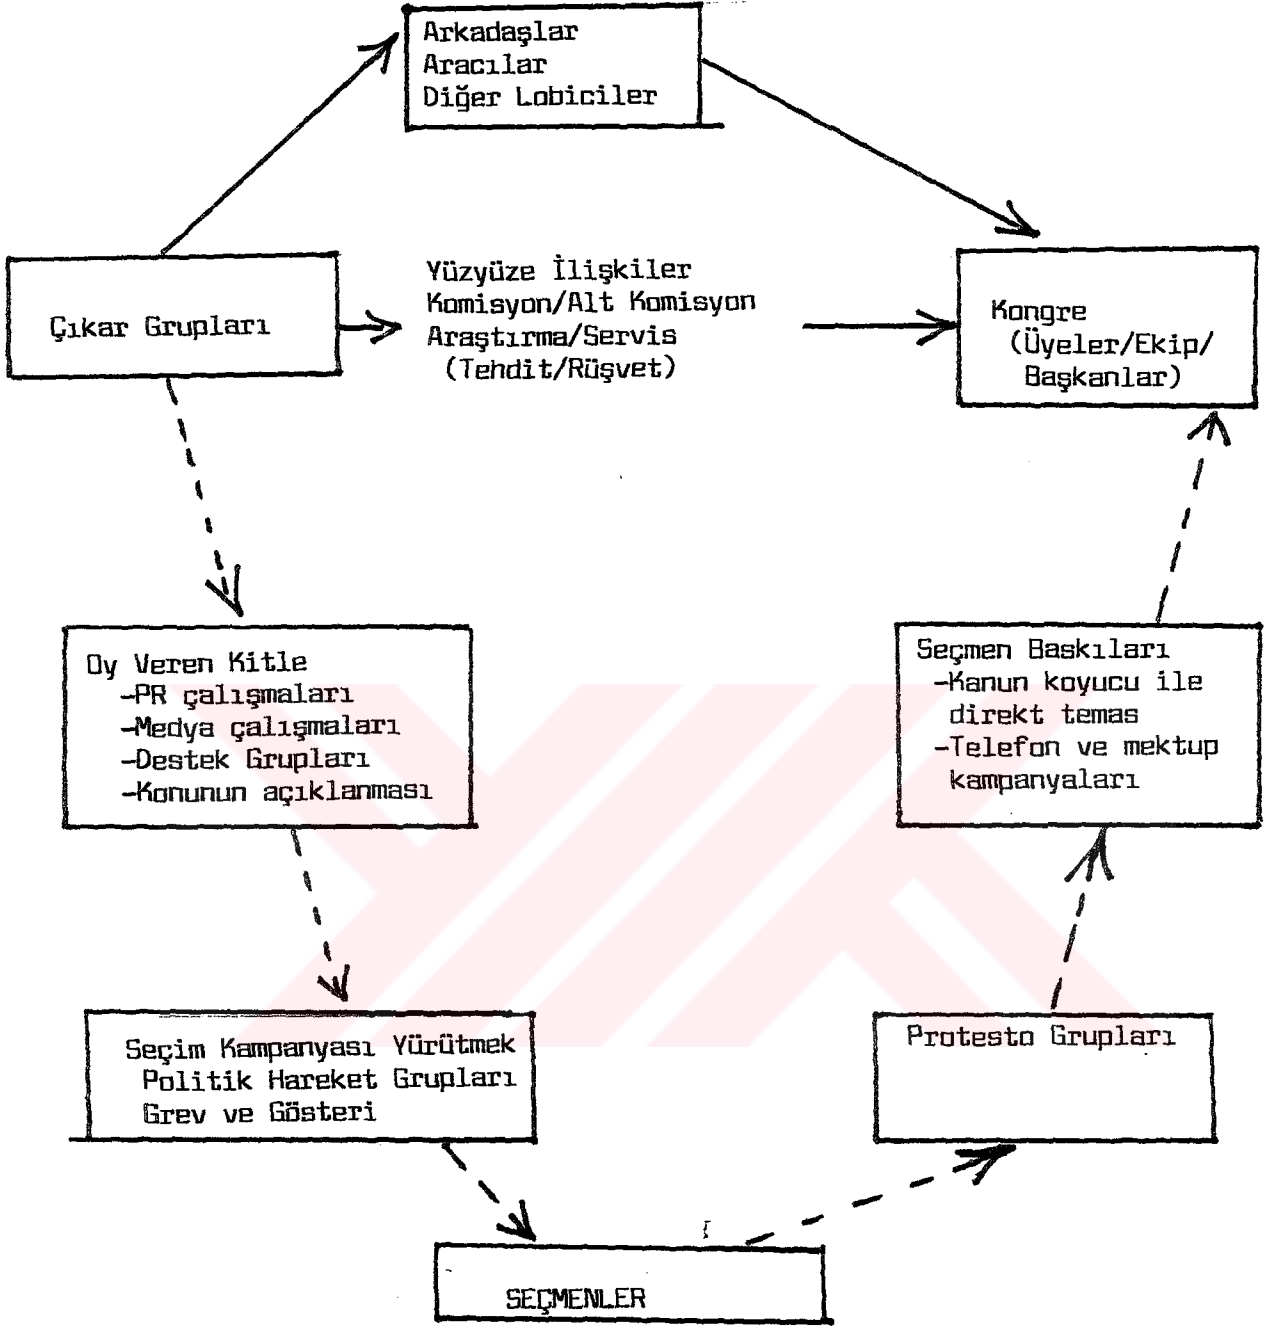 Arkadaşlar
Aracılar
Diğer Lobiciler
Çıkar Grupları
Yüzyüze İlişkiler
Komisyon/Alt Komisyon
Araştırma/Servis
(Tehdit/Rüşvet)
Kongre
(Üyeler/Ekip/
Başkanlar)
Oy Veren Kitle
-PR çalışmaları
-Medya çalışmaları
-Destek Grupları
-Konunun açıklanması
Seçmen Baskıları
-Kanun koyucu ile
direkt temas
-Telefon ve mektup
kampanyaları
Seçim Kampanyası Yürütmek
Politik Hareket Grupları
Grev ve Gösteri
Protesto Grupları
SEÇMENLER